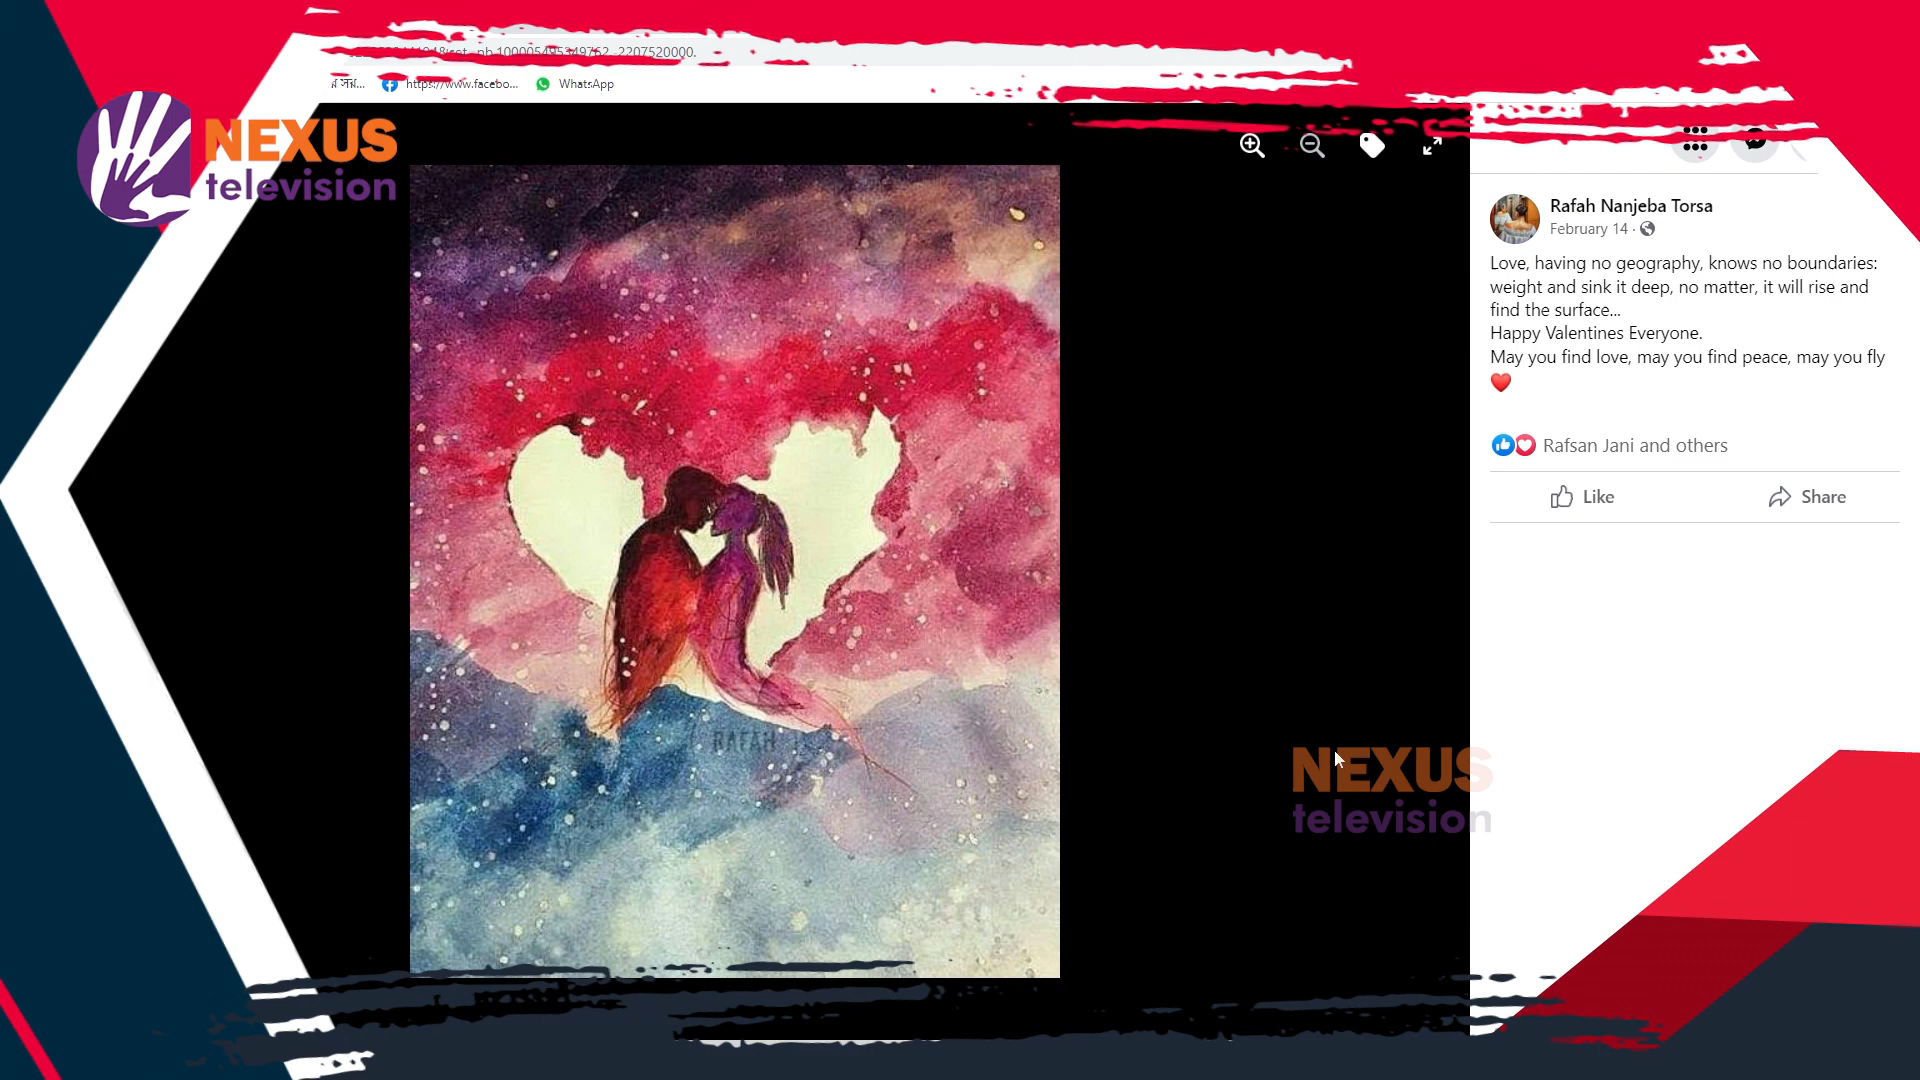 100005495349762.-2207520000.
https://www.facebo...
WhatsApp
NEXUS
television
Rafah Nanjeba Torsa
February 14 ·
Love, having no geography, knows no boundaries:
weight and sink it deep, no matter, it will rise and
find the surface...
Happy Valentines Everyone.
May you find love, may you find peace, may you fly
❤️
Rafsan Jani and others
Like
Share
RAFAH
NEXUS
television